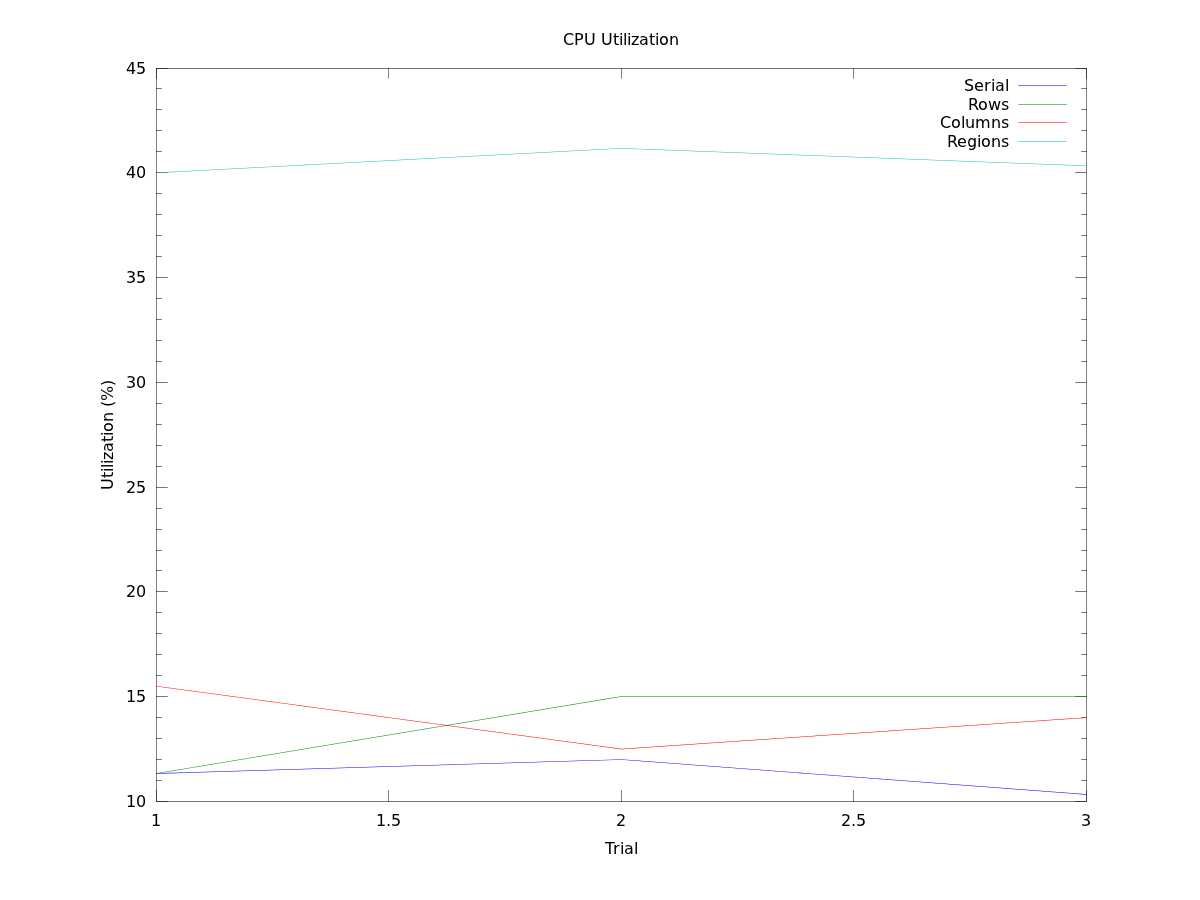 CPU Utilization
45
40
35
30
25
20
15
10
Utilization (%)
Serial
Rows
Columns
Regions
1 1.5 2 2.5 3
Trial